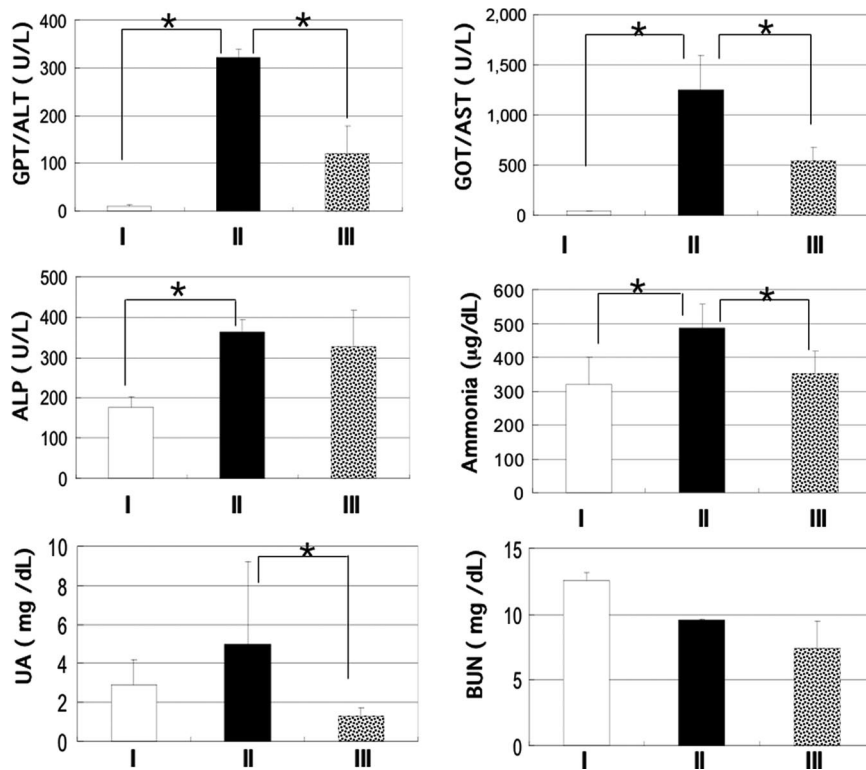 GPT/ALT ( U/L)
400
300
200
100
0
*
*
I
II
III
GOT/AST ( U/L)
2,000
1,500
1,000
500
0
*
*
I
II
III
ALP ( U/L)
500
400
300
200
100
0
*
I
II
III
Ammonia (μg/dL)
600
500
400
300
200
100
0
*
*
I
II
III
UA ( mg /dL)
10
8
6
4
2
0
*
I
II
III
BUN ( mg /dL)
15
10
5
0
I
II
III